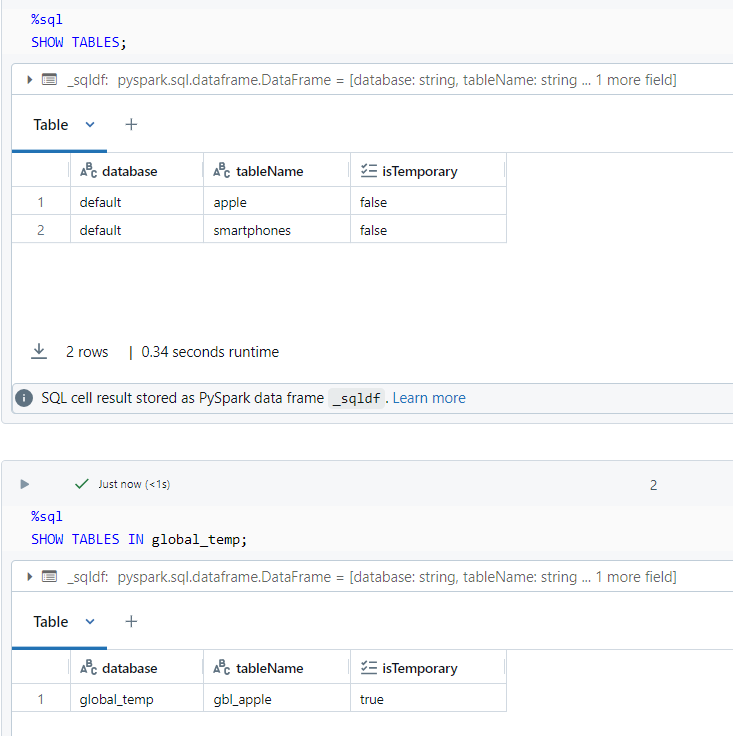 %sql
SHOW TABLES;
_sqldf: pyspark.sql.dataframe.DataFrame = [database: string, tableName: string ... 1 more field]
Table
database tableName isTemporary
1 default apple false
2 default smartphones false
2 rows | 0.34 seconds runtime
SQL cell result stored as PySpark data frame _sqldf. Learn more
Just now (<1s) 2
%sql
SHOW TABLES IN global_temp;
_sqldf: pyspark.sql.dataframe.DataFrame = [database: string, tableName: string ... 1 more field]
Table
database tableName isTemporary
1 global_temp gbl_apple true